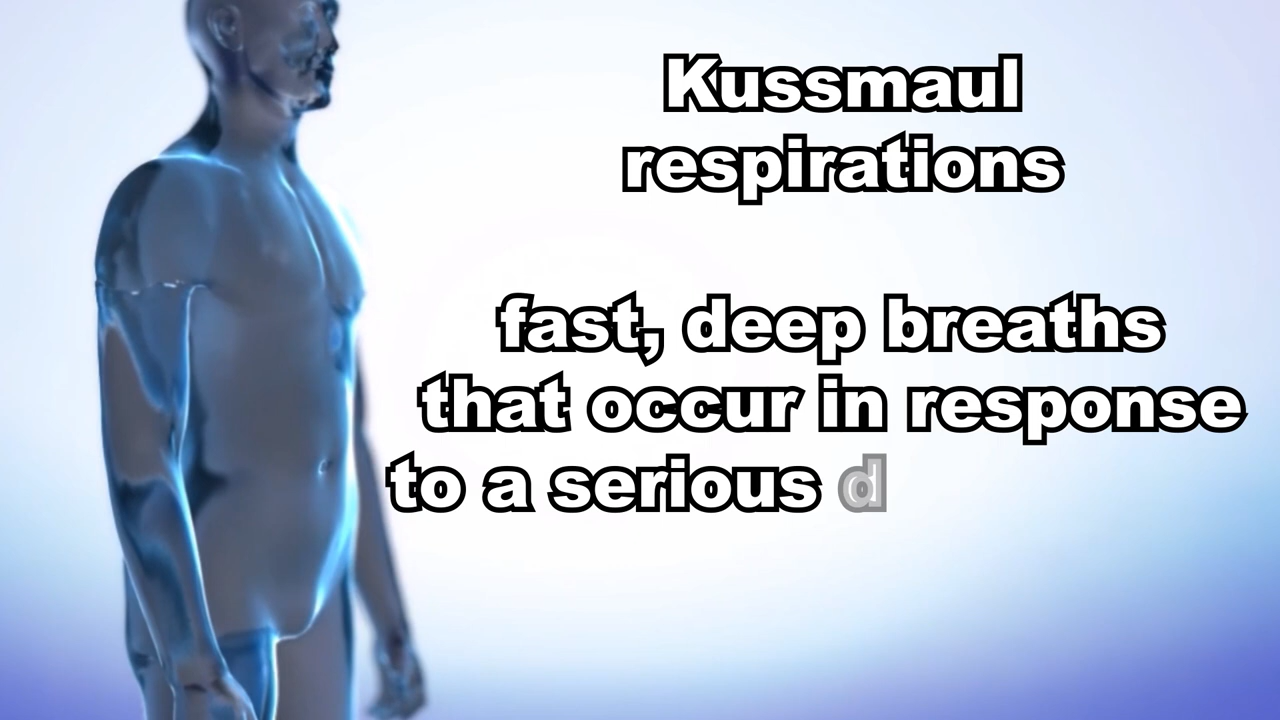 Kussmaul
respirations
fast, deep breaths
that occur in response
to a serious d